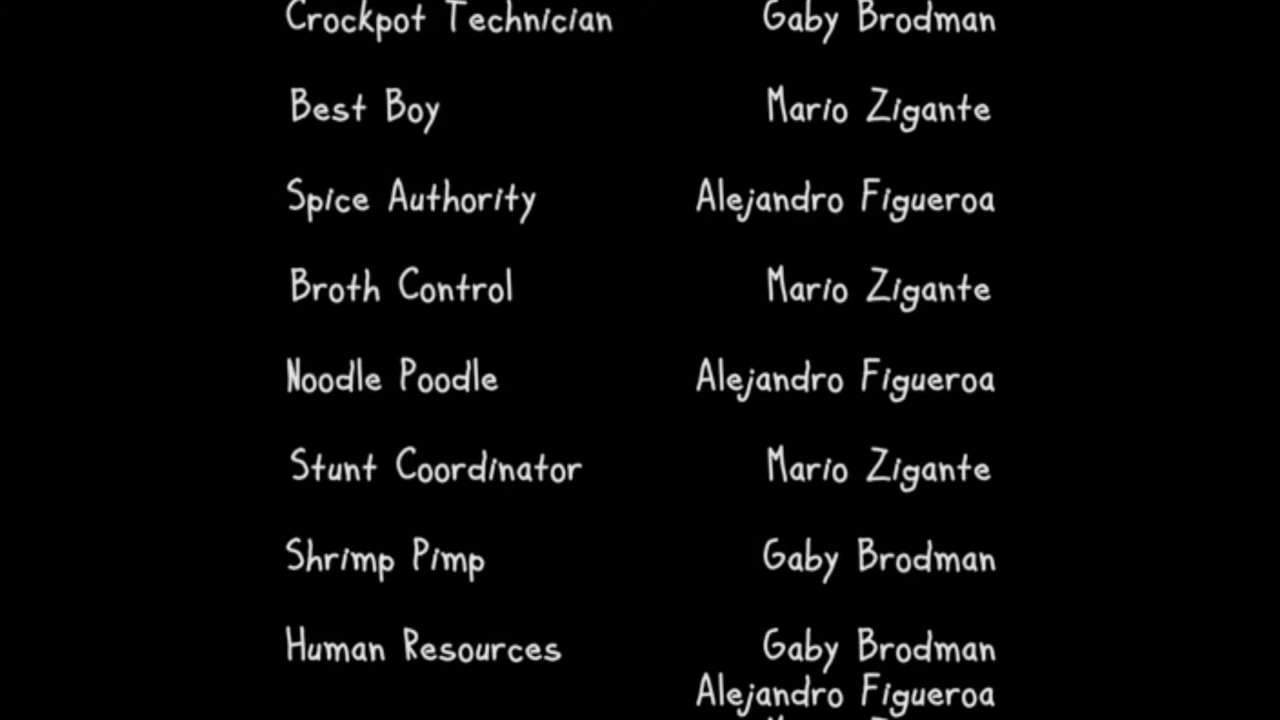 Crockpot Technician Gaby Brodman
Best Boy Mario Zigante
Spice Authority Alejandro Figueroa
Broth Control Mario Zigante
Noodle Poodle Alejandro Figueroa
Stunt Coordinator Mario Zigante
Shrimp Pimp Gaby Brodman
Human Resources Gaby Brodman
Alejandro Figueroa